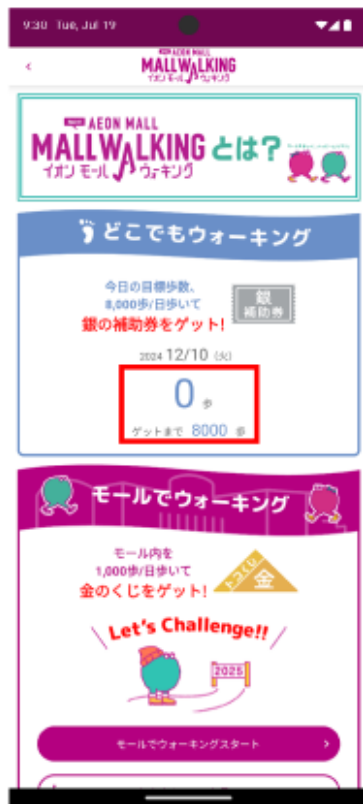 9:30 Tue, Jul 19
AEON MALL
MALLWALKING
イオン モール ウォーキング
AEON MALL
MALLWALKING とは?
イオン モール ウォーキング
どこでもウォーキング
今日の目標歩数、
8,000歩/日歩いて
銀の補助券をゲット!
銀
補助券
2024 12/10 (火)
0 歩
ゲットまで 8000 歩
モールでウォーキング
モール内を
1,000歩/日歩いて
金のくじをゲット!
トクくじ
金
Let's Challenge!!
2025
モールでウォーキングスタート